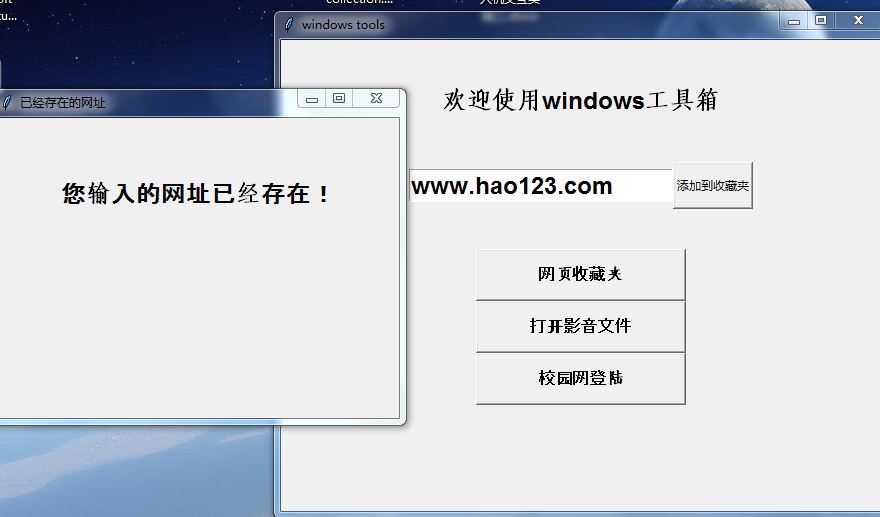 collection....
windows tools
已经存在的网址
欢迎使用windows工具箱
您输入的网址已经存在！
www.hao123.com
添加到收藏夹
网页收藏夹
打开影音文件
校园网登陆